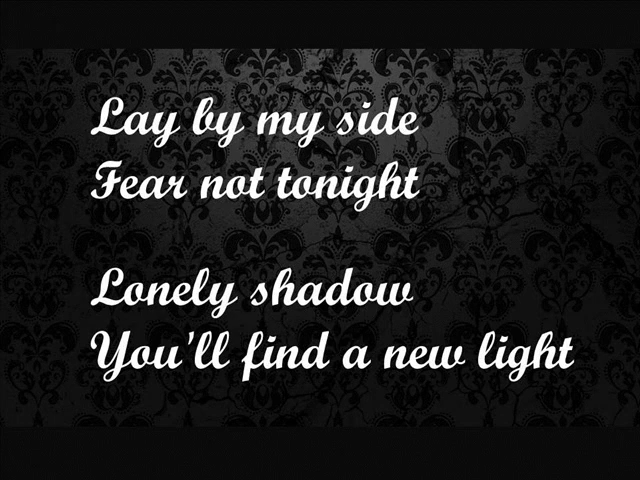 Lay by my side
Fear not tonight
Lonely shadow
You'll find a new light